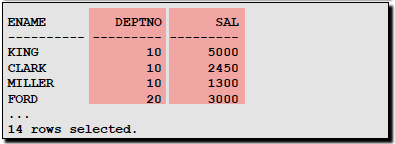 ENAME DEPTNO SAL
---------- --------- ---------
KING 10 5000
CLARK 10 2450
MILLER 10 1300
FORD 20 3000
...
14 rows selected.